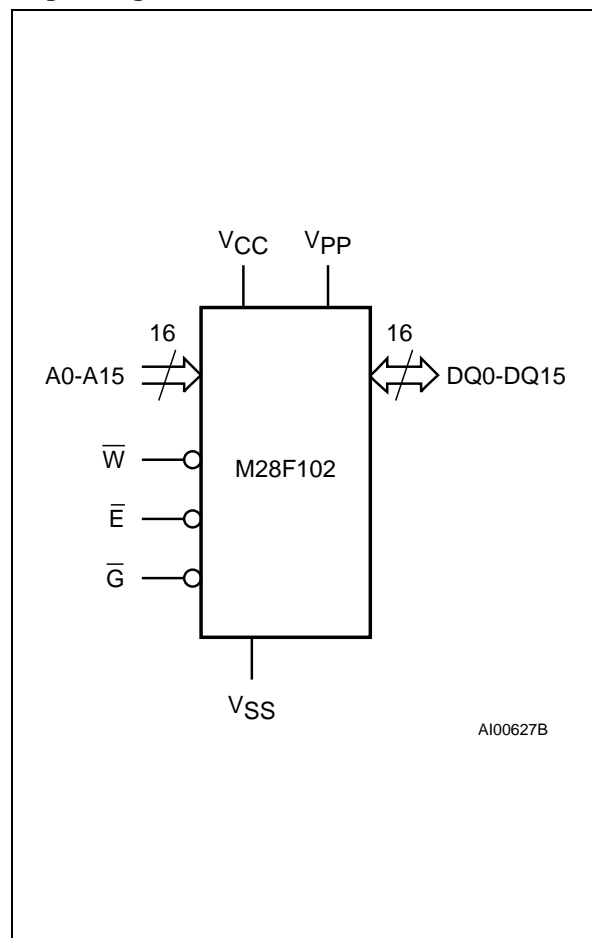 VCC VPP
16 16
A0-A15 DQ0-DQ15
W̅
M28F102
E̅
G̅
VSS
AI00627B